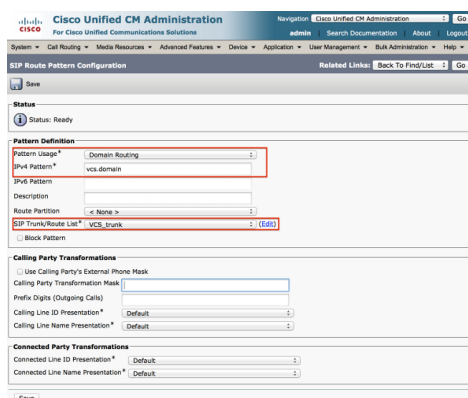 cisco
Cisco Unified CM Administration
For Cisco Unified Communications Solutions
Navigation Cisco Unified CM Administration Go
admin | Search Documentation | About | Logout
System Call Routing Media Resources Advanced Features Device Application User Management Bulk Administration Help
SIP Route Pattern Configuration
Related Links: Back To Find/List Go
Save
Status
Status: Ready
Pattern Definition
Pattern Usage* Domain Routing
IPv4 Pattern* vcs.domain
IPv6 Pattern
Description
Route Partition < None >
SIP Trunk/Route List* VCS_trunk (Edit)
Block Pattern
Calling Party Transformations
Use Calling Party's External Phone Mask
Calling Party Transformation Mask
Prefix Digits (Outgoing Calls)
Calling Line ID Presentation* Default
Calling Line Name Presentation* Default
Connected Party Transformations
Connected Line ID Presentation* Default
Connected Line Name Presentation* Default
Save